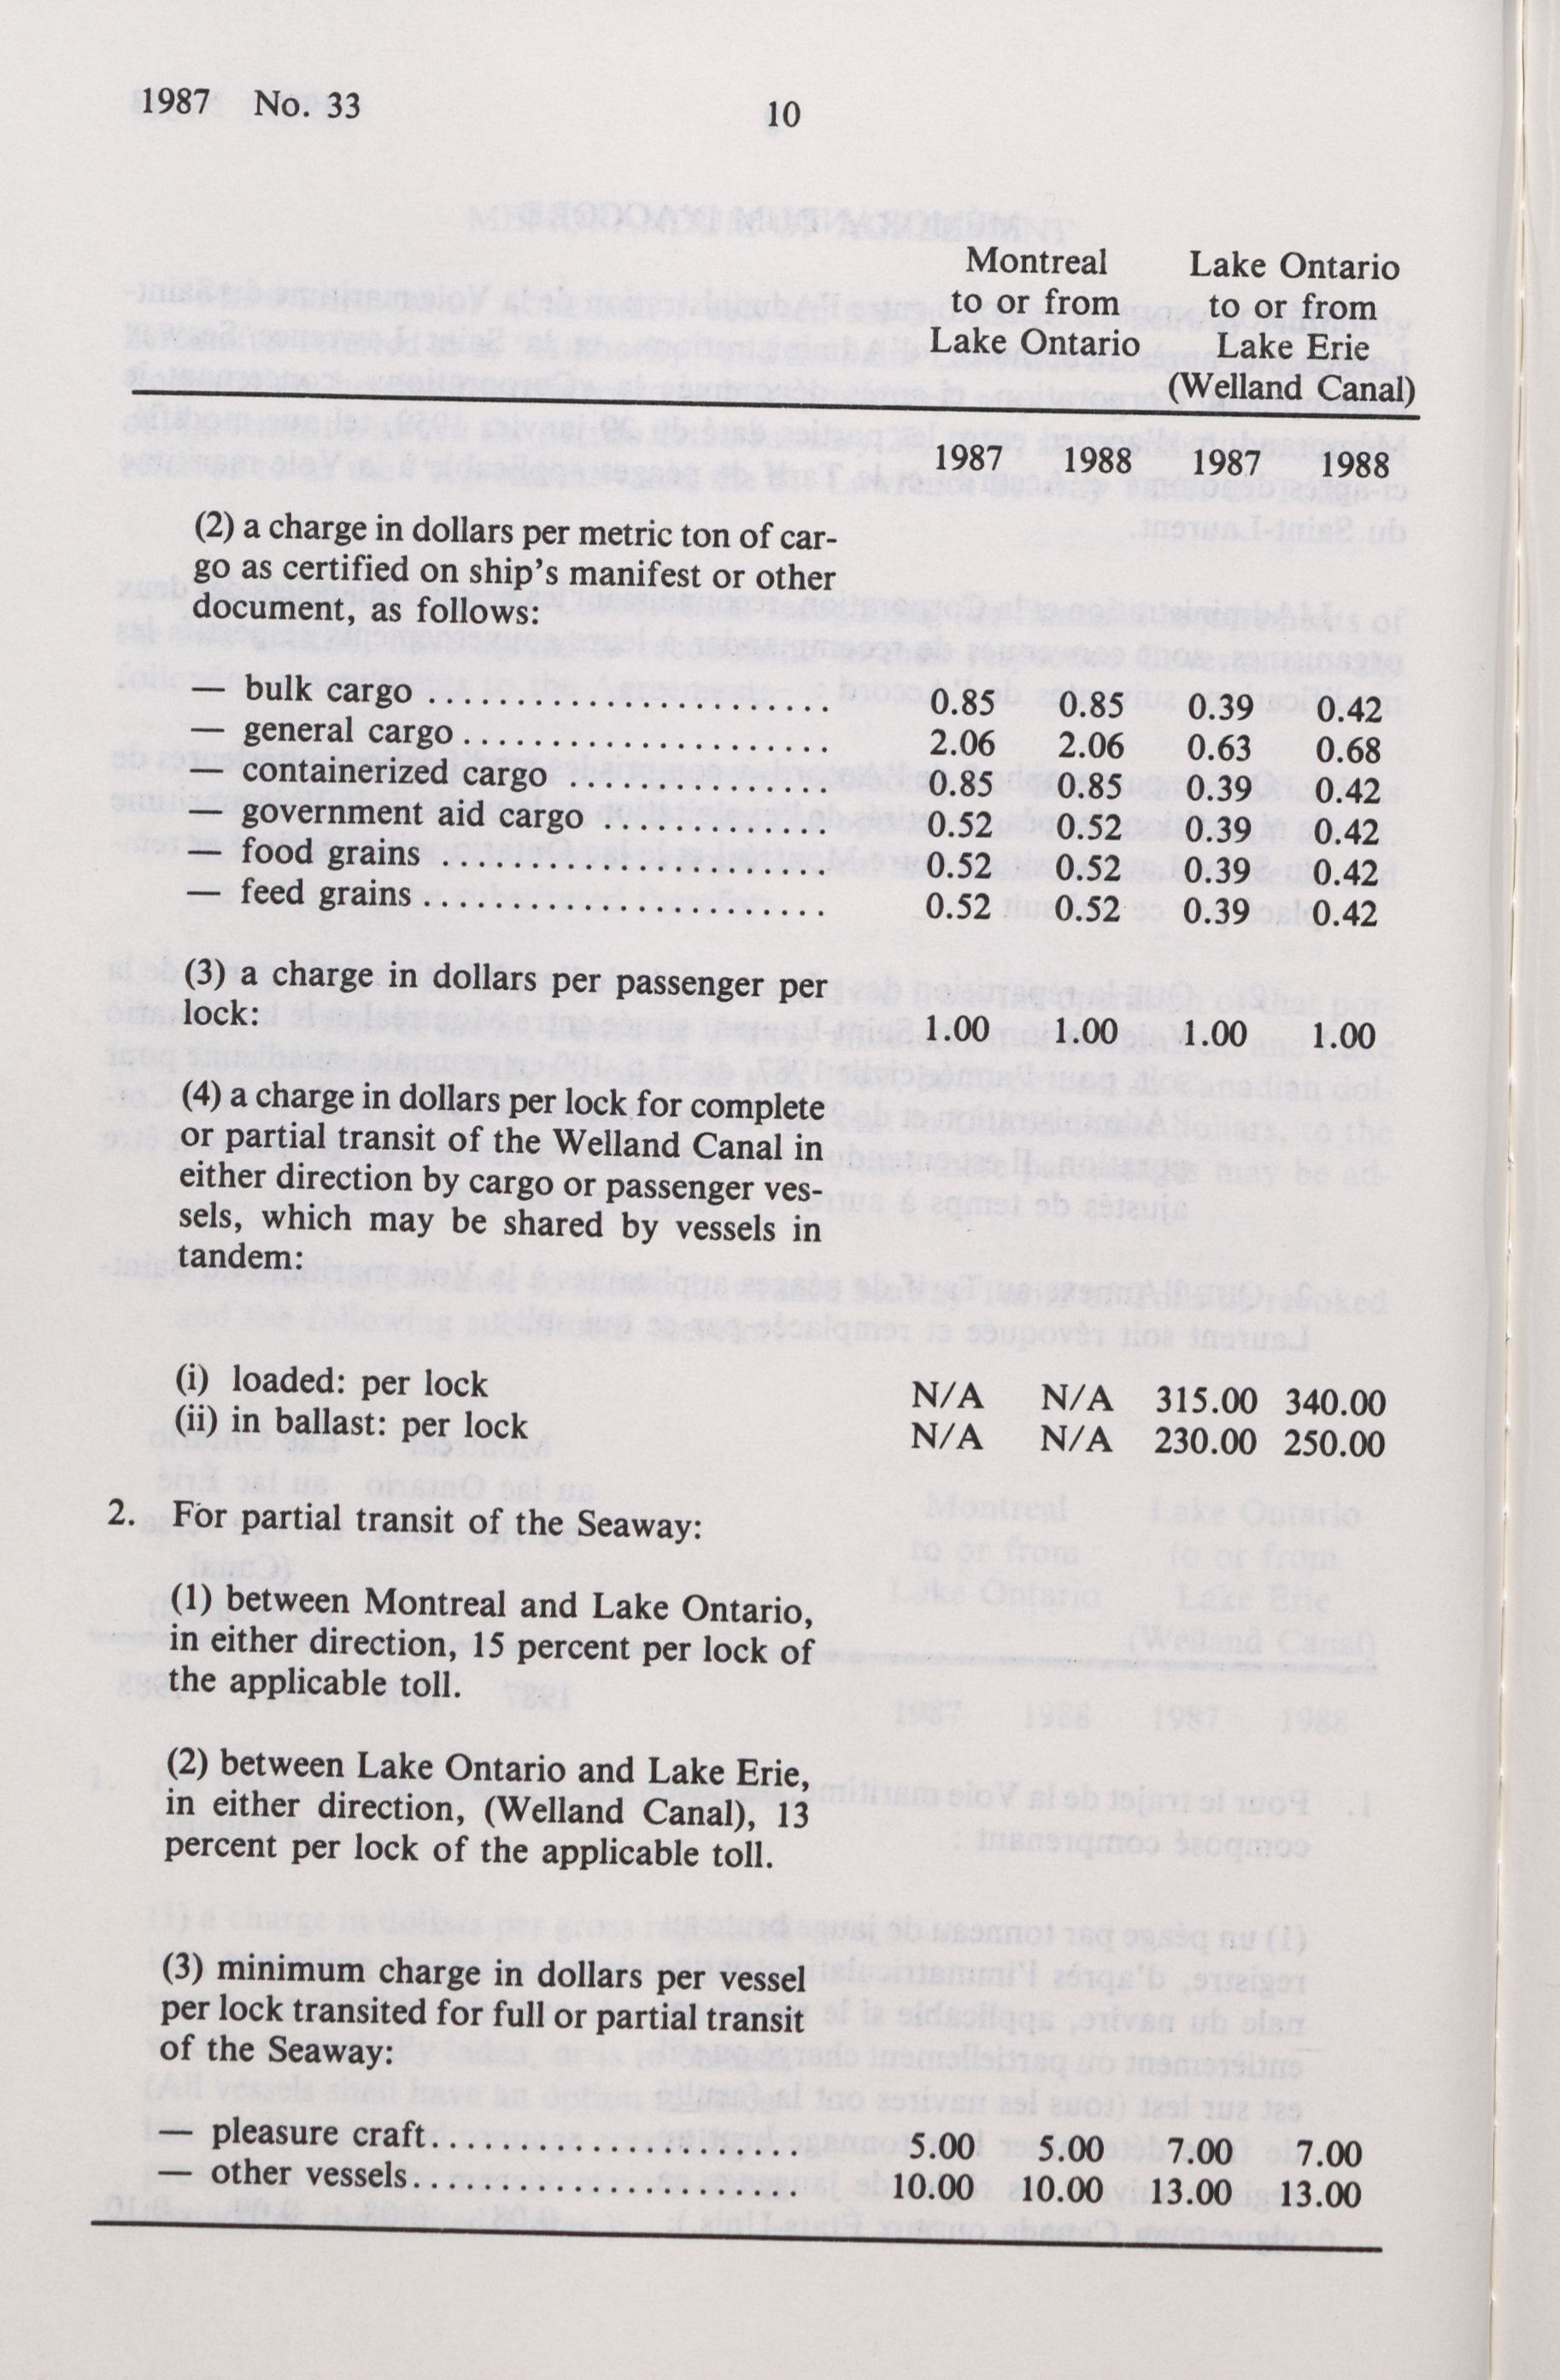 1987 No. 33
10
Montreal Lake Ontario
to or from to or from
Lake Ontario Lake Erie
(Welland Canal)
1987 1988 1987 1988
(2) a charge in dollars per metric ton of car-
go as certified on ship's manifest or other
document, as follows:
— bulk cargo ........................ 0.85 0.85 0.39 0.42
— general cargo ...................... 2.06 2.06 0.63 0.68
— containerized cargo ................ 0.85 0.85 0.39 0.42
— government aid cargo .............. 0.52 0.52 0.39 0.42
— food grains ....................... 0.52 0.52 0.39 0.42
— feed grains ........................ 0.52 0.52 0.39 0.42
(3) a charge in dollars per passenger per
lock: 1.00 1.00 1.00 1.00
(4) a charge in dollars per lock for complete
or partial transit of the Welland Canal in
either direction by cargo or passenger ves-
sels, which may be shared by vessels in
tandem:
(i) loaded: per lock N/A N/A 315.00 340.00
(ii) in ballast: per lock N/A N/A 230.00 250.00
2. For partial transit of the Seaway:
(1) between Montreal and Lake Ontario,
in either direction, 15 percent per lock of
the applicable toll.
(2) between Lake Ontario and Lake Erie,
in either direction, (Welland Canal), 13
percent per lock of the applicable toll.
(3) minimum charge in dollars per vessel
per lock transited for full or partial transit
of the Seaway:
— pleasure craft ...................... 5.00 5.00 7.00 7.00
— other vessels ....................... 10.00 10.00 13.00 13.00